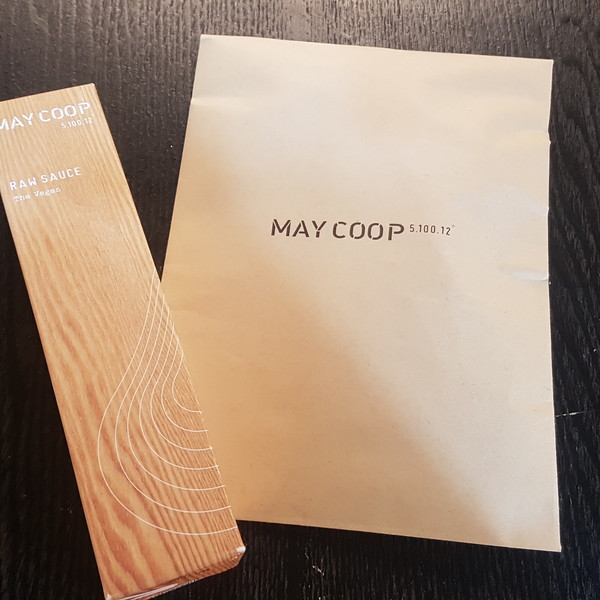 MAY COOP
5.100.12°
RAW SAUCE
The Vegan
MAY COOP 5.100.12°